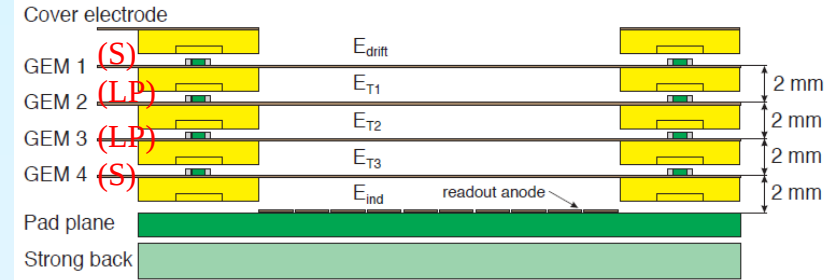 Cover electrode
E_drift
GEM 1 (S)
E_T1
2 mm
GEM 2 (LP)
E_T2
2 mm
GEM 3 (LP)
E_T3
2 mm
GEM 4 (S)
E_ind
readout anode
2 mm
Pad plane
Strong back